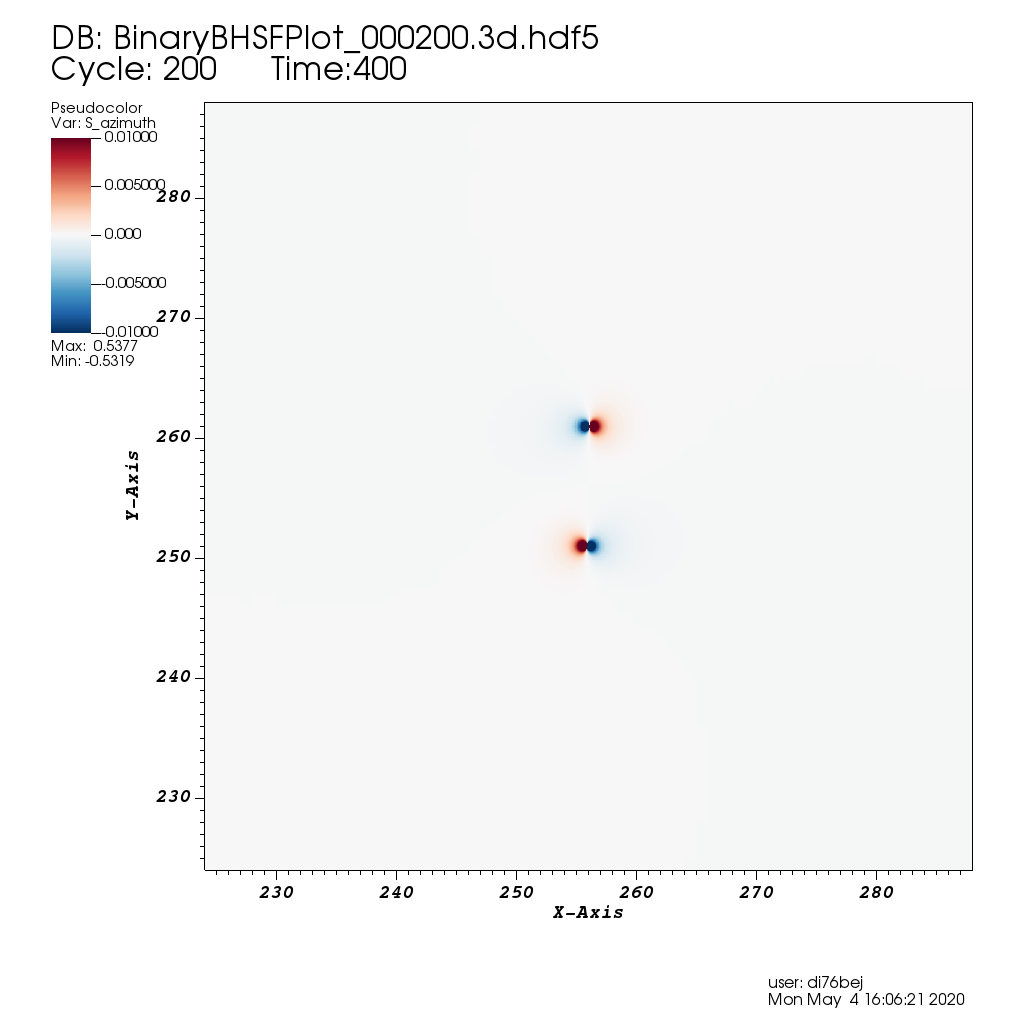 DB: BinaryBHSFPlot_000200.3d.hdf5
Cycle: 200 Time:400
Pseudocolor
Var: S_azimuth
0.01000
0.005000
0.000
-0.005000
-0.01000
Max: 0.5377
Min: -0.5319
280
270
260
250
240
230
Y-Axis
230 240 250 260 270 280
X-Axis
user: di76bej
Mon May 4 16:06:21 2020